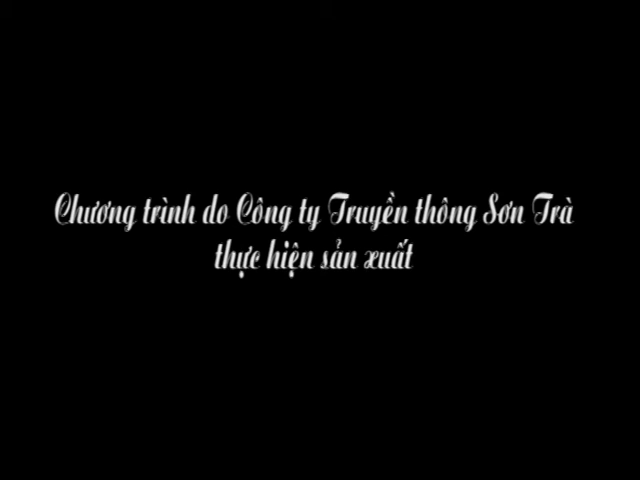 Chương trình do Công ty Truyền thông Sơn Trà
thực hiện sản xuất